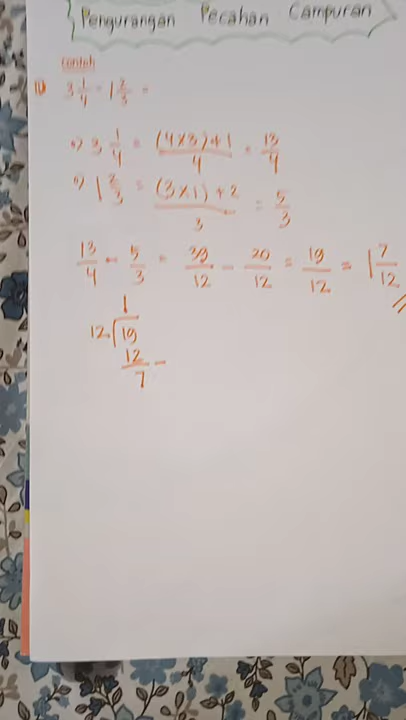 Pengurangan Pecahan Campuran
contoh
1) 3 1/4 - 1 2/3 =
*) 3 1/4 = (4 x 3) + 1 / 4 = 13/4
*) 1 2/3 = (3 x 1) + 2 / 3 = 5/3
13/4 - 5/3 = 39/12 - 20/12 = 19/12 = 1 7/12 //
1
12 √19
12 -
7